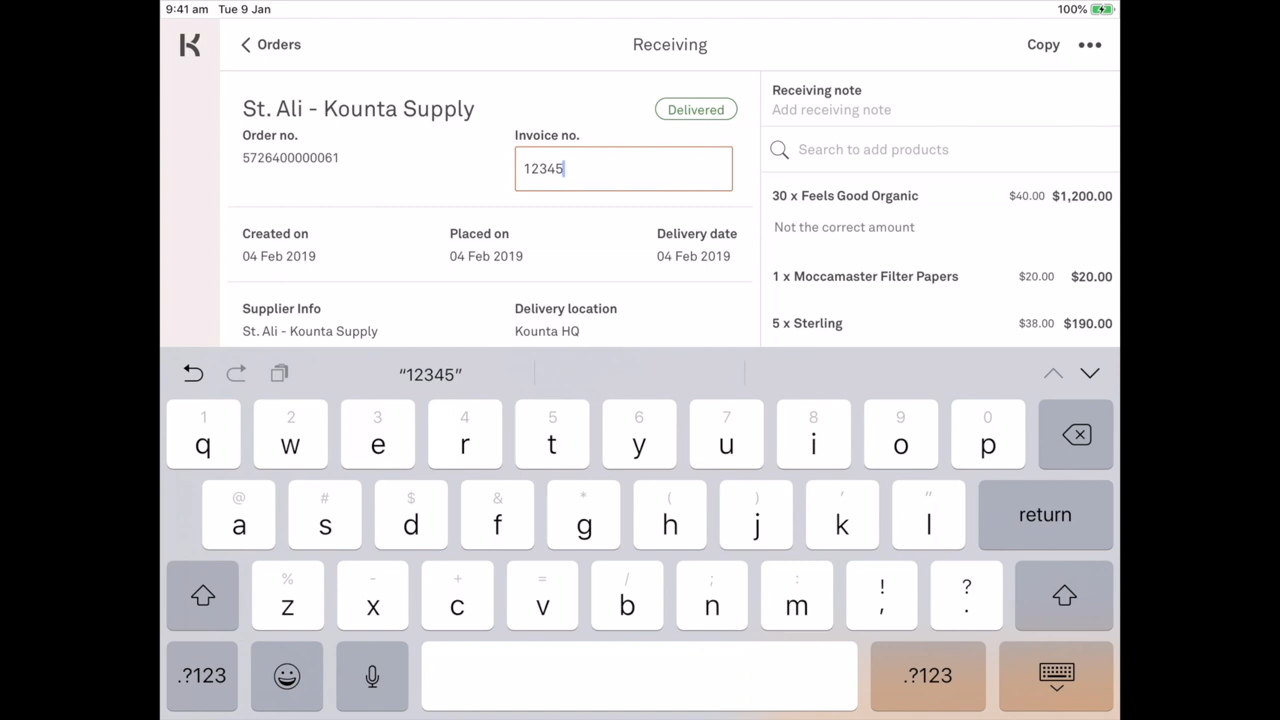 9:41 am Tue 9 Jan 100%
Orders Receiving Copy
St. Ali - Kounta Supply Delivered
Order no. Invoice no.
5726400000061 12345
Created on Placed on Delivery date
04 Feb 2019 04 Feb 2019 04 Feb 2019
Supplier Info Delivery location
St. Ali - Kounta Supply Kounta HQ
Receiving note
Add receiving note
Search to add products
30 x Feels Good Organic $40.00 $1,200.00
Not the correct amount
1 x Moccamaster Filter Papers $20.00 $20.00
5 x Sterling $38.00 $190.00
“12345”
1 2 3 4 5 6 7 8 9 0
q w e r t y u i o p
@ # $ & * ( ) ' "
a s d f g h j k l return
% - + = / ; : ! ?
z x c v b n m , .
.?123 .?123